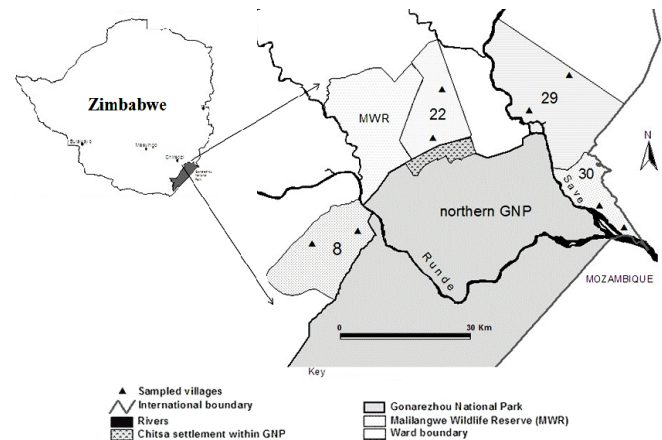 Zimbabwe
Bulawayo
Masvingo
Chiredzi
MWR
22
29
N
30
northern GNP
Save
8
Runde
MOZAMBIQUE
0 30 Km
Key
Sampled villages
International boundary
Rivers
Chitsa settlement within GNP
Gonarezhou National Park
Malilangwe Wildlife Reserve (MWR)
Ward boundary